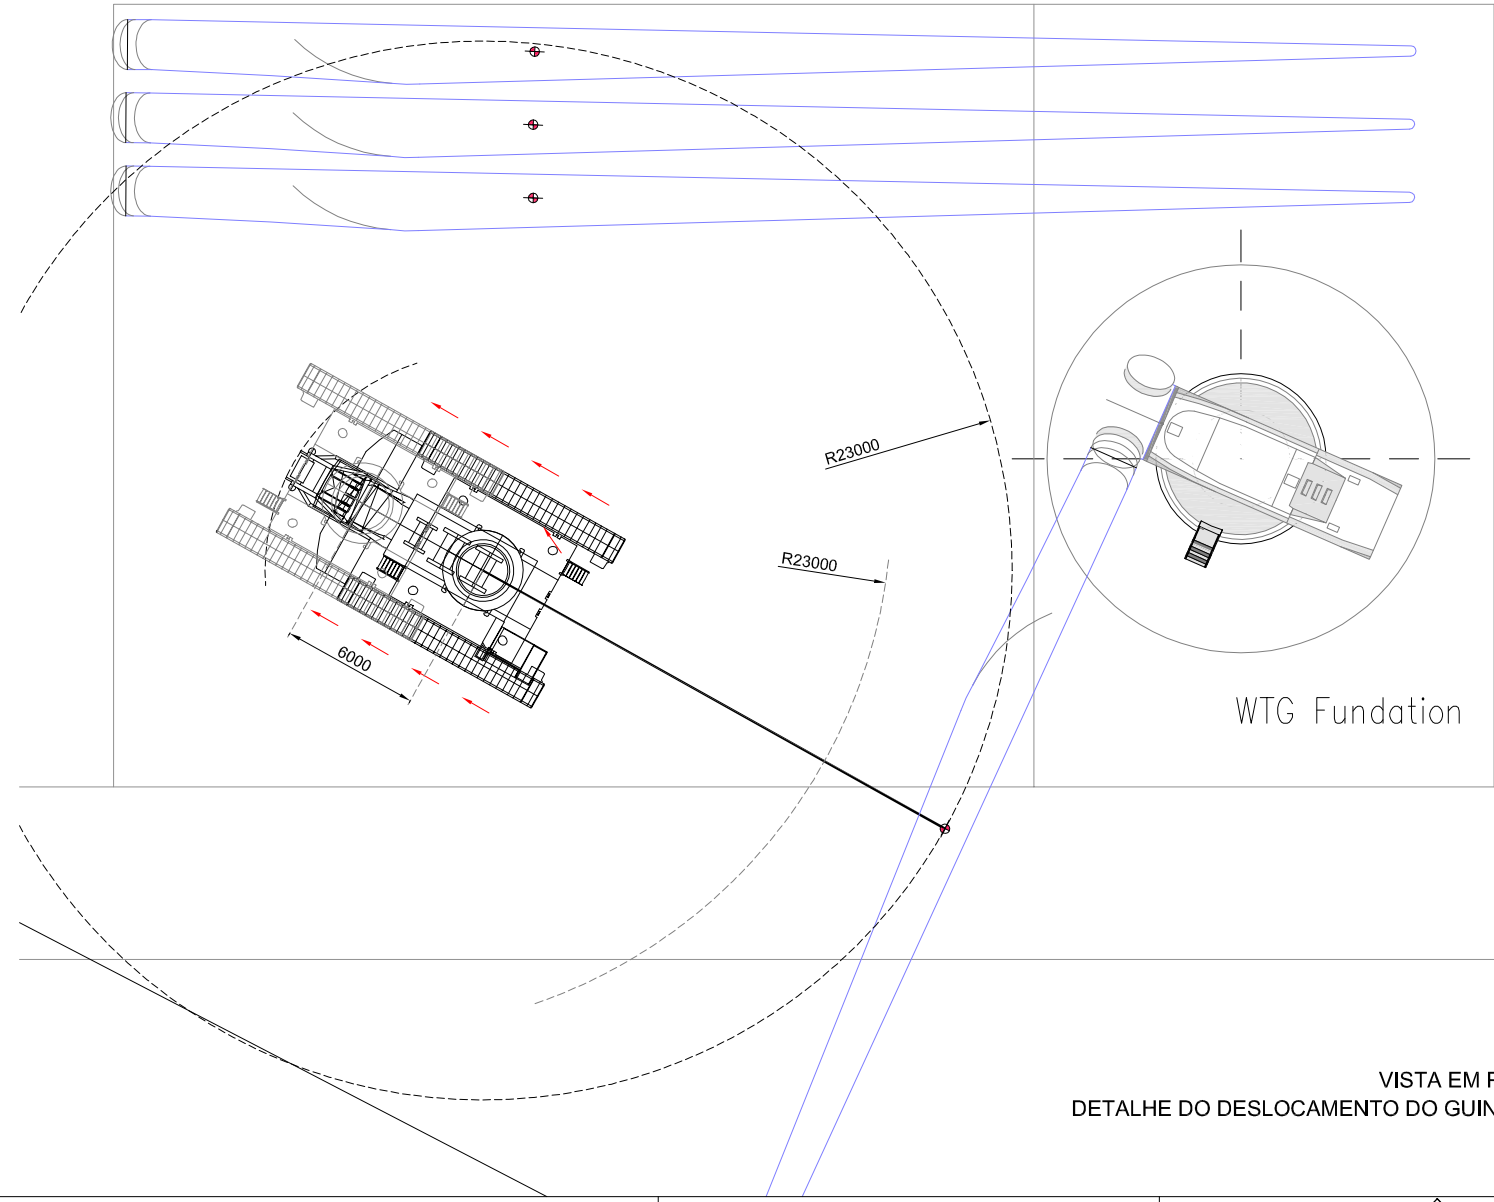 R23000
R23000
6000
WTG Fundation
VISTA EM
DETALHE DO DESLOCAMENTO DO